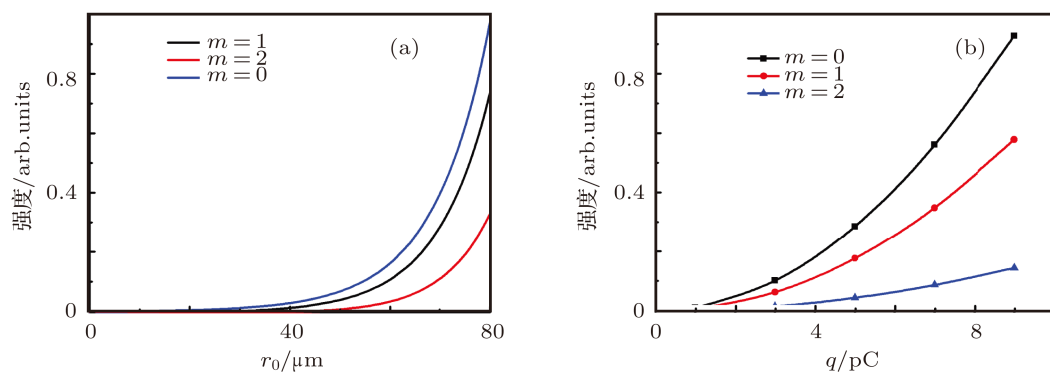 (a)
m = 1
m = 2
m = 0
0.8
0.4
0
强度/arb.units
0
40
80
r₀/μm
(b)
m = 0
m = 1
m = 2
0.8
0.4
0
强度/arb.units
0
4
8
q/pC